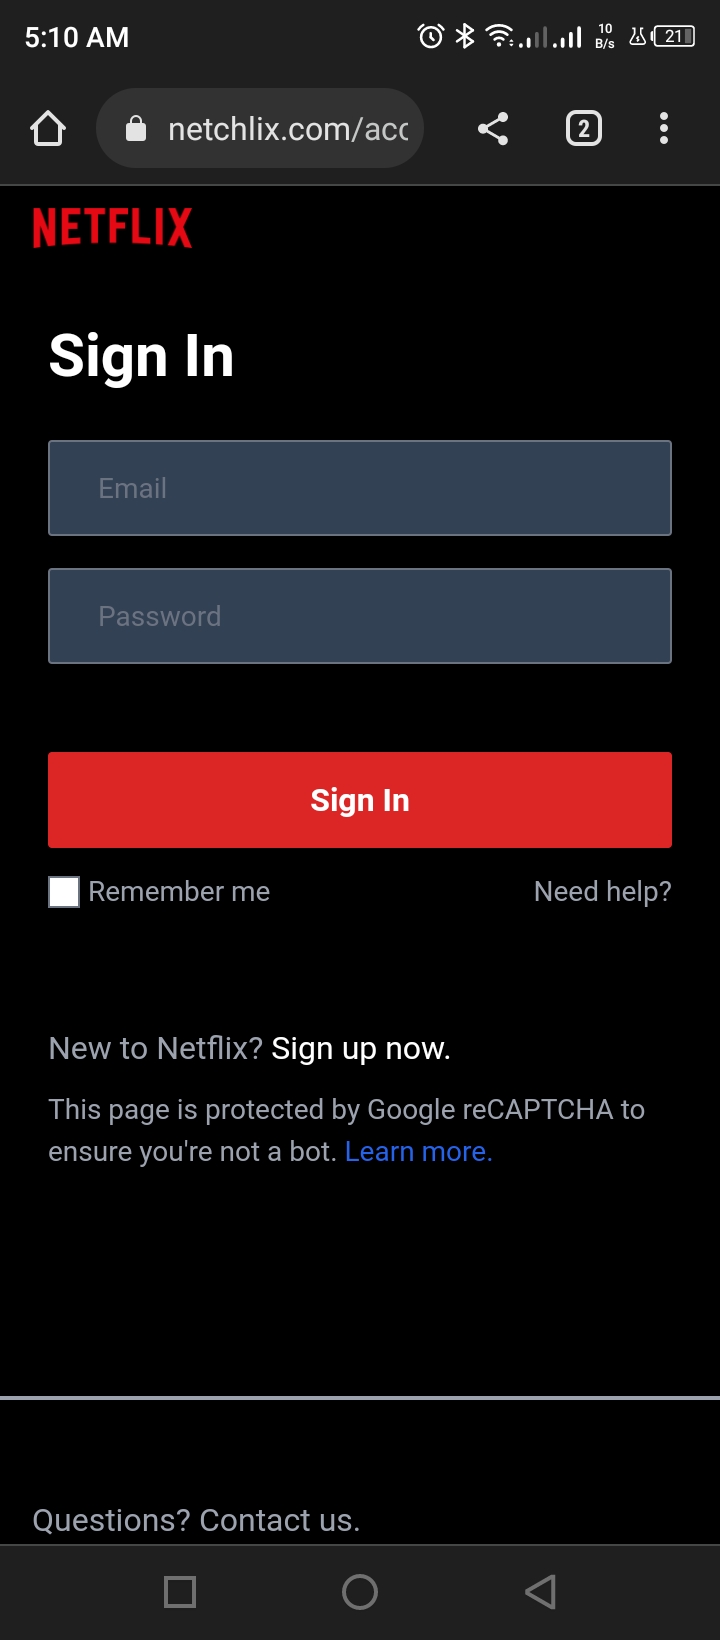 5:10 AM
10
B/s
21
netchlix.com/acc
2
NETFLIX
Sign In
Email
Password
Sign In
Remember me
Need help?
New to Netflix? Sign up now.
This page is protected by Google reCAPTCHA to
ensure you're not a bot. Learn more.
Questions? Contact us.